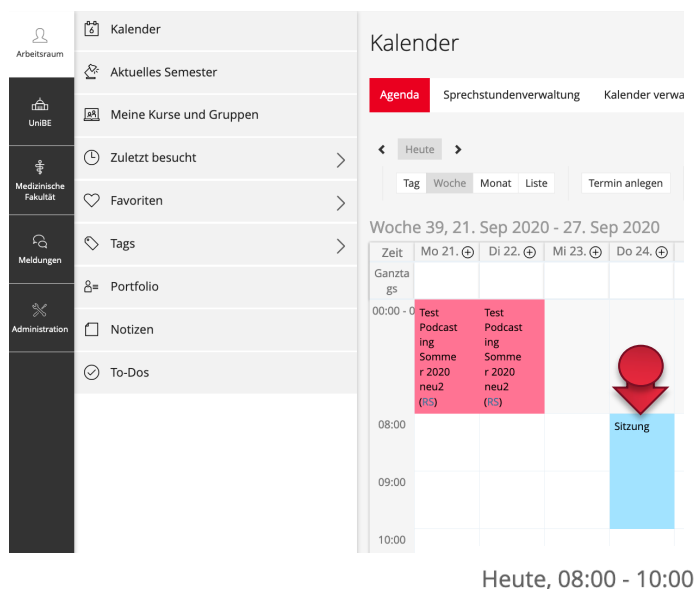 Arbeitsraum
UniBE
Medizinische
Fakultät
Meldungen
Administration
6
Kalender
Aktuelles Semester
Meine Kurse und Gruppen
Zuletzt besucht
Favoriten
Tags
Portfolio
Notizen
To-Dos
Kalender
Agenda Sprechstundenverwaltung Kalender verwa
Heute
Tag Woche Monat Liste Termin anlegen
Woche 39, 21. Sep 2020 - 27. Sep 2020
Zeit Mo 21. Di 22. Mi 23. Do 24.
Ganzta
gs
00:00 - 0
Test
Podcast
ing
Somme
r 2020
neu2
(RS)
Test
Podcast
ing
Somme
r 2020
neu2
(RS)
08:00 Sitzung
09:00
10:00
Heute, 08:00 - 10:00